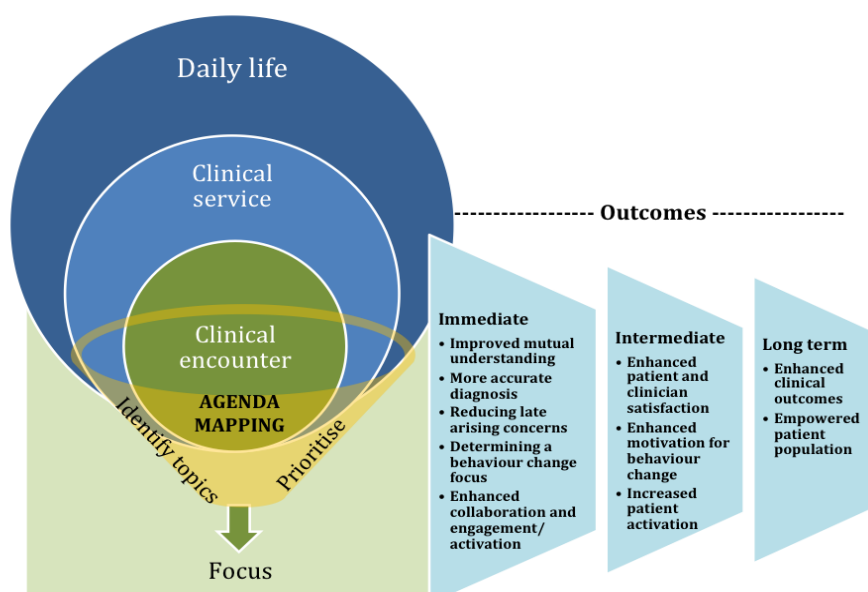 Daily life
Clinical
service
Clinical
encounter
AGENDA
MAPPING
Identify topics
Prioritise
Focus
Outcomes
Immediate
• Improved mutual
understanding
• More accurate
diagnosis
• Reducing late
arising concerns
• Determining a
behaviour change
focus
• Enhanced
collaboration and
engagement/
activation
Intermediate
• Enhanced
patient and
clinician
satisfaction
• Enhanced
motivation for
behaviour
change
• Increased
patient
activation
Long term
• Enhanced
clinical
outcomes
• Empowered
patient
population